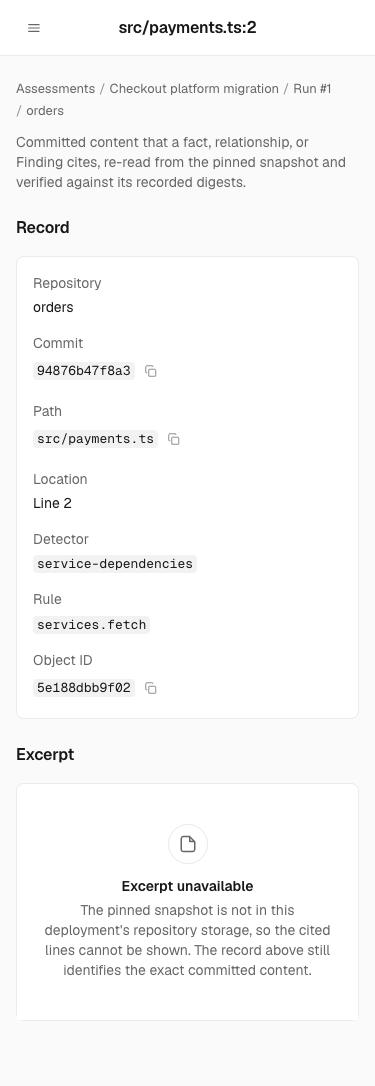 src/payments.ts:2
Assessments / Checkout platform migration / Run #1
/ orders
Committed content that a fact, relationship, or
Finding cites, re-read from the pinned snapshot and
verified against its recorded digests.
Record
Repository
orders
Commit
94876b47f8a3
Path
src/payments.ts
Location
Line 2
Detector
service-dependencies
Rule
services.fetch
Object ID
5e188dbb9f02
Excerpt
Excerpt unavailable
The pinned snapshot is not in this
deployment's repository storage, so the cited
lines cannot be shown. The record above still
identifies the exact committed content.